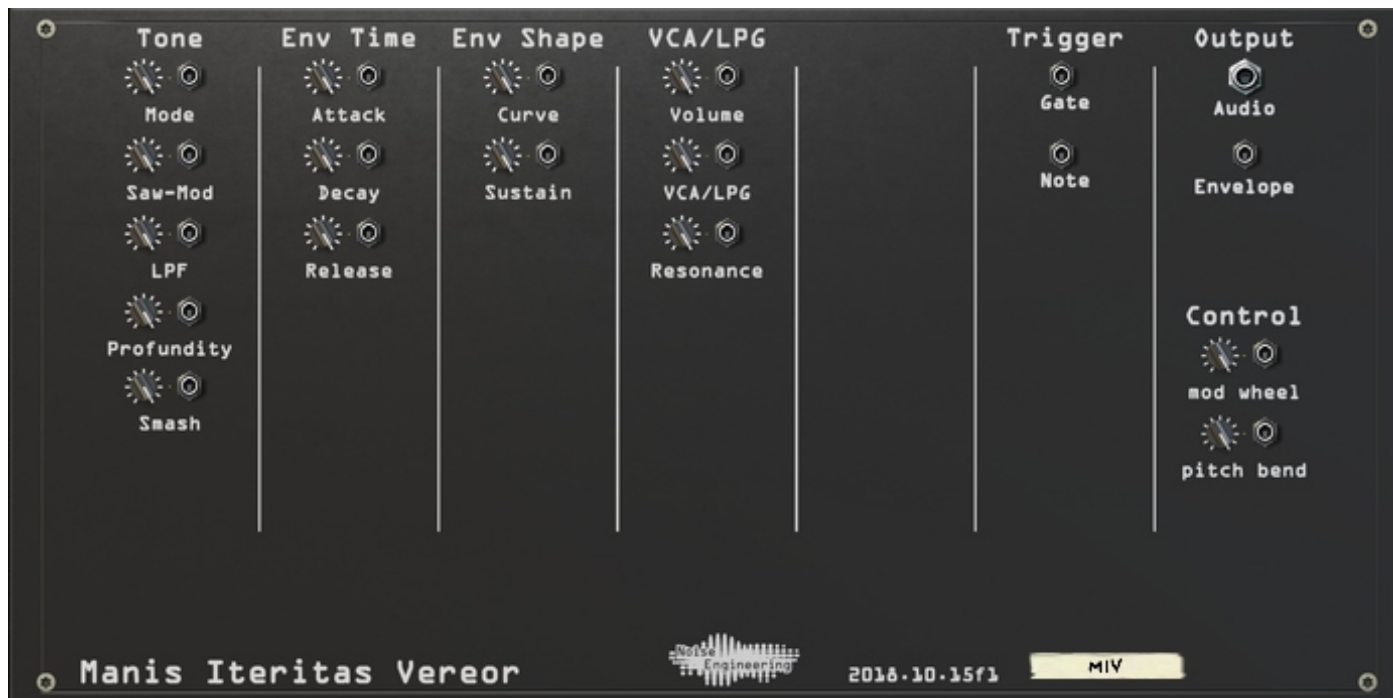 Tone Env Time Env Shape VCA/LPG Trigger Output
Mode Attack Curve Volume Gate Audio
Saw-Mod Decay Sustain VCA/LPG Note Envelope
LPF Release Resonance
Control
Profundity
mod wheel
Smash
pitch bend
Manis Iteritas Vereor
Noise
Engineering
2018.10.15f1
MIV